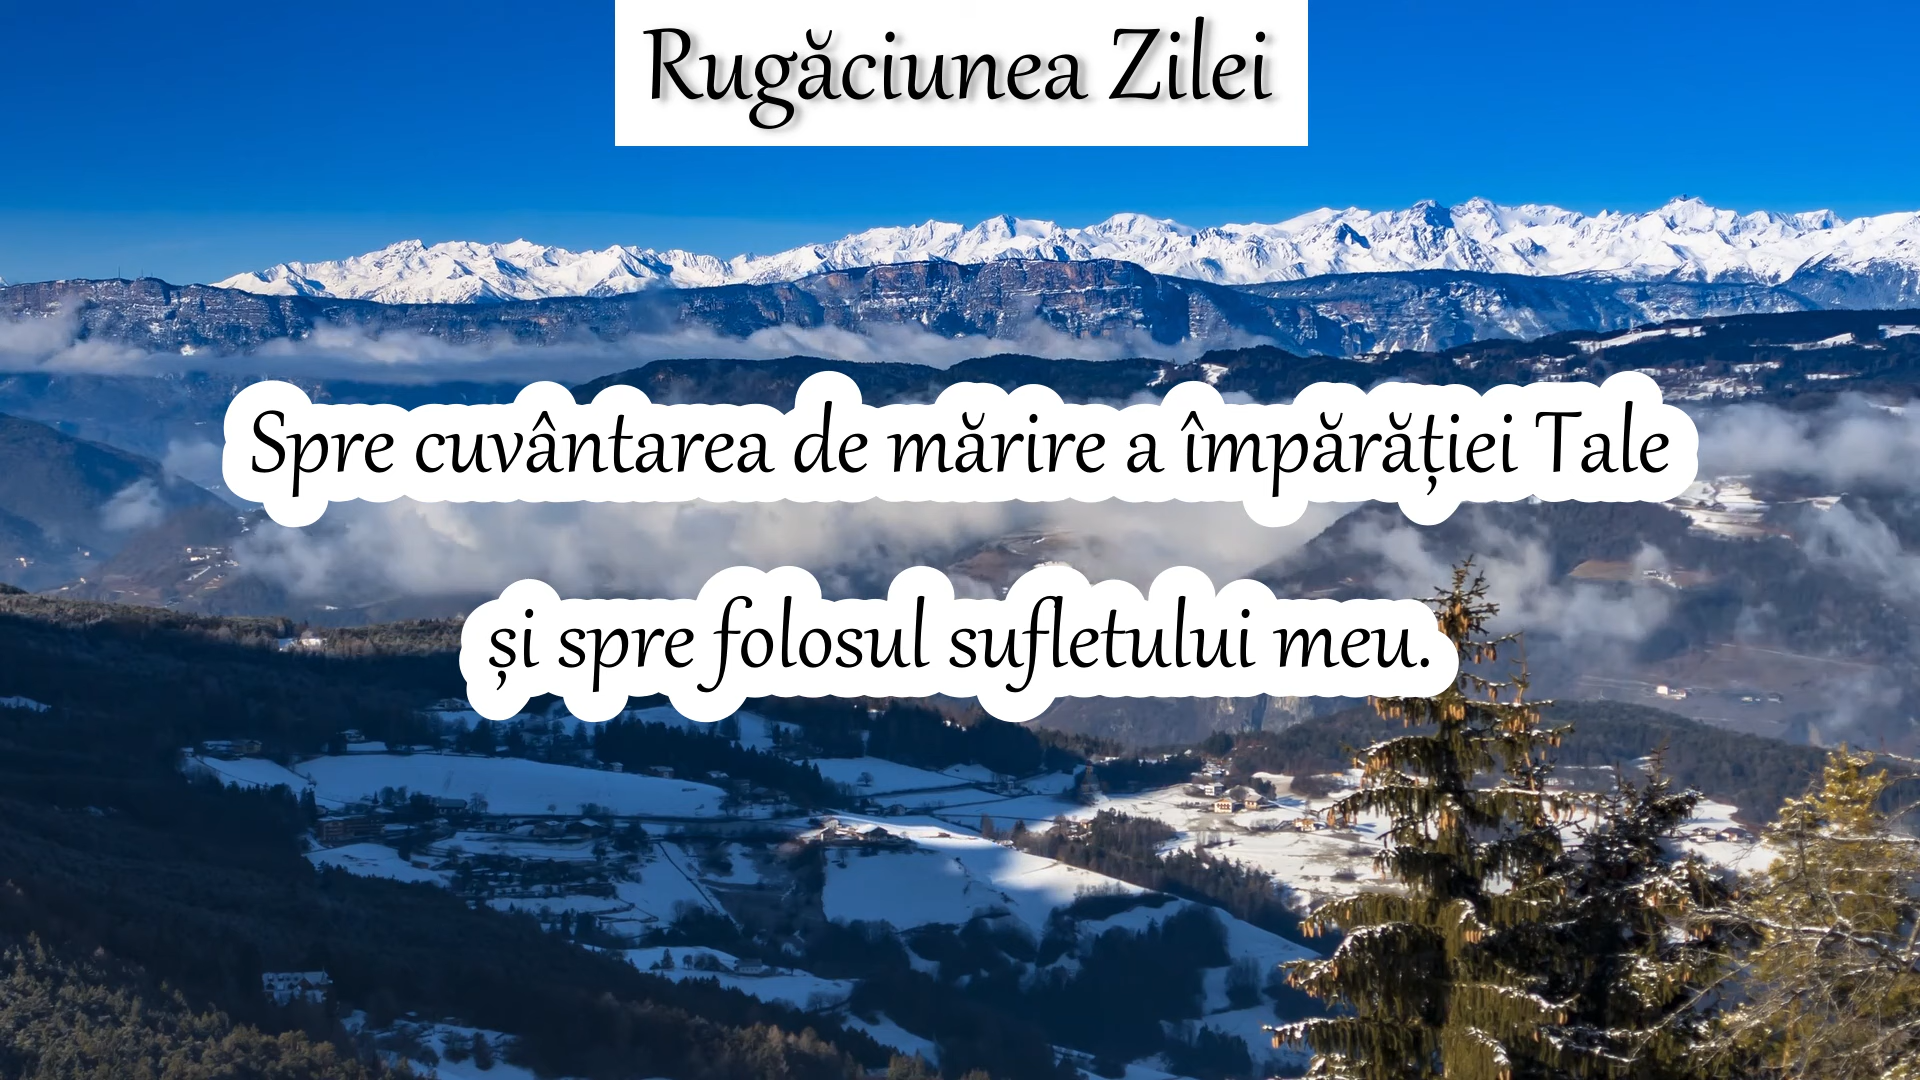 Rugăciunea Zilei
Spre cuvântarea de mărire a împărăției Tale
și spre folosul sufletului meu.